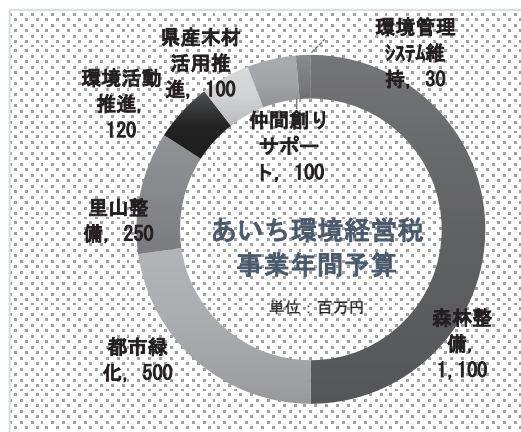 環境管理
ｼｽﾃﾑ維
持, 30
県産木材
活用推
進, 100
環境活動
推進,
120
仲間創り
サポー
ト, 100
里山整
備, 250
あいち環境経営税
事業年間予算
単位：百万円
森林整
備,
1,100
都市緑
化, 500